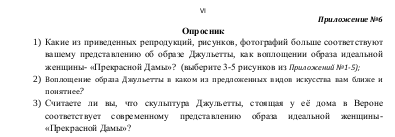 VI
Приложение №6
Опросник
1) Какие из приведенных репродукций, рисунков, фотографий больше соответствуют
вашему представлению об образе Джульетты, как воплощении образа идеальной
женщины- «Прекрасной Дамы»? (выберите 3-5 рисунков из Приложений №1-5);
2) Воплощение образа Джульетты в каком из предложенных видов искусства вам ближе и
понятнее?
3) Считаете ли вы, что скульптура Джульетты, стоящая у её дома в Вероне
соответствует современному представлению образа идеальной женщины-
«Прекрасной Дамы»?